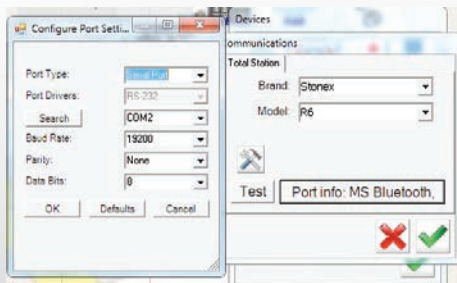 Configure Port Setti...
Port Type: Serial Port
Port Drivers: RS-232
Search COM2
Baud Rate: 19200
Parity: None
Data Bits: 8
OK Defaults Cancel
Devices
ommunications
Total Station
Brand: Stonex
Model: R6
Test Port info: MS Bluetooth,